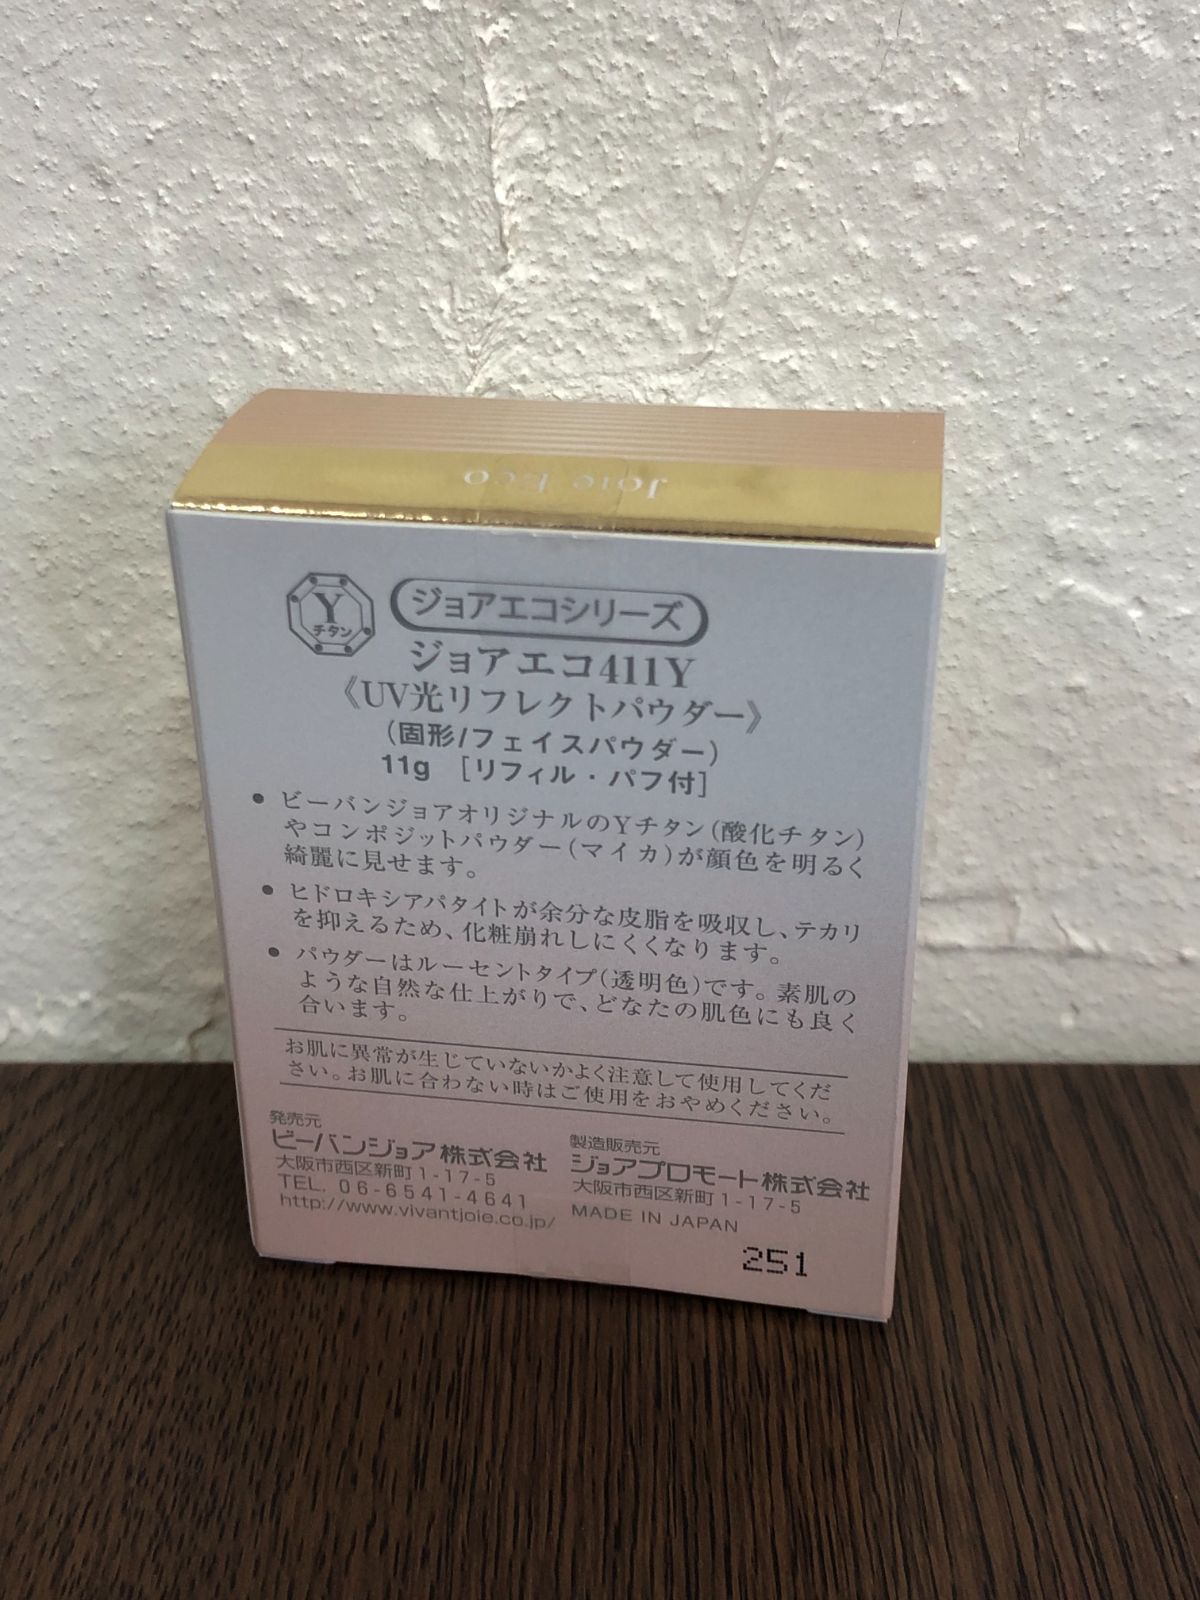 Joie Eco
Y
チタン
ジョアエコシリーズ
ジョアエコ411Y
《UV光リフレクトパウダー》
(固形/フェイスパウダー)
11g [リフィル・パフ付]
● ビーバンジョアオリジナルのYチタン(酸化チタン)
やコンポジットパウダー(マイカ)が顔色を明るく
綺麗に見せます。
● ヒドロキシアパタイトが余分な皮脂を吸収し、テカリ
を抑えるため、化粧崩れしにくくなります。
● パウダーはルーセントタイプ(透明色)です。素肌の
ような自然な仕上がりで、どなたの肌色にも良く
合います。
お肌に異常が生じていないかよく注意して使用してくだ
さい。お肌に合わない時はご使用をおやめください。
発売元
ビーバンジョア株式会社
大阪市西区新町1-17-5
TEL. 06-6541-4641
http://www.vivantjoie.co.jp/
製造販売元
ジョアプロモート株式会社
大阪市西区新町1-17-5
MADE IN JAPAN
251